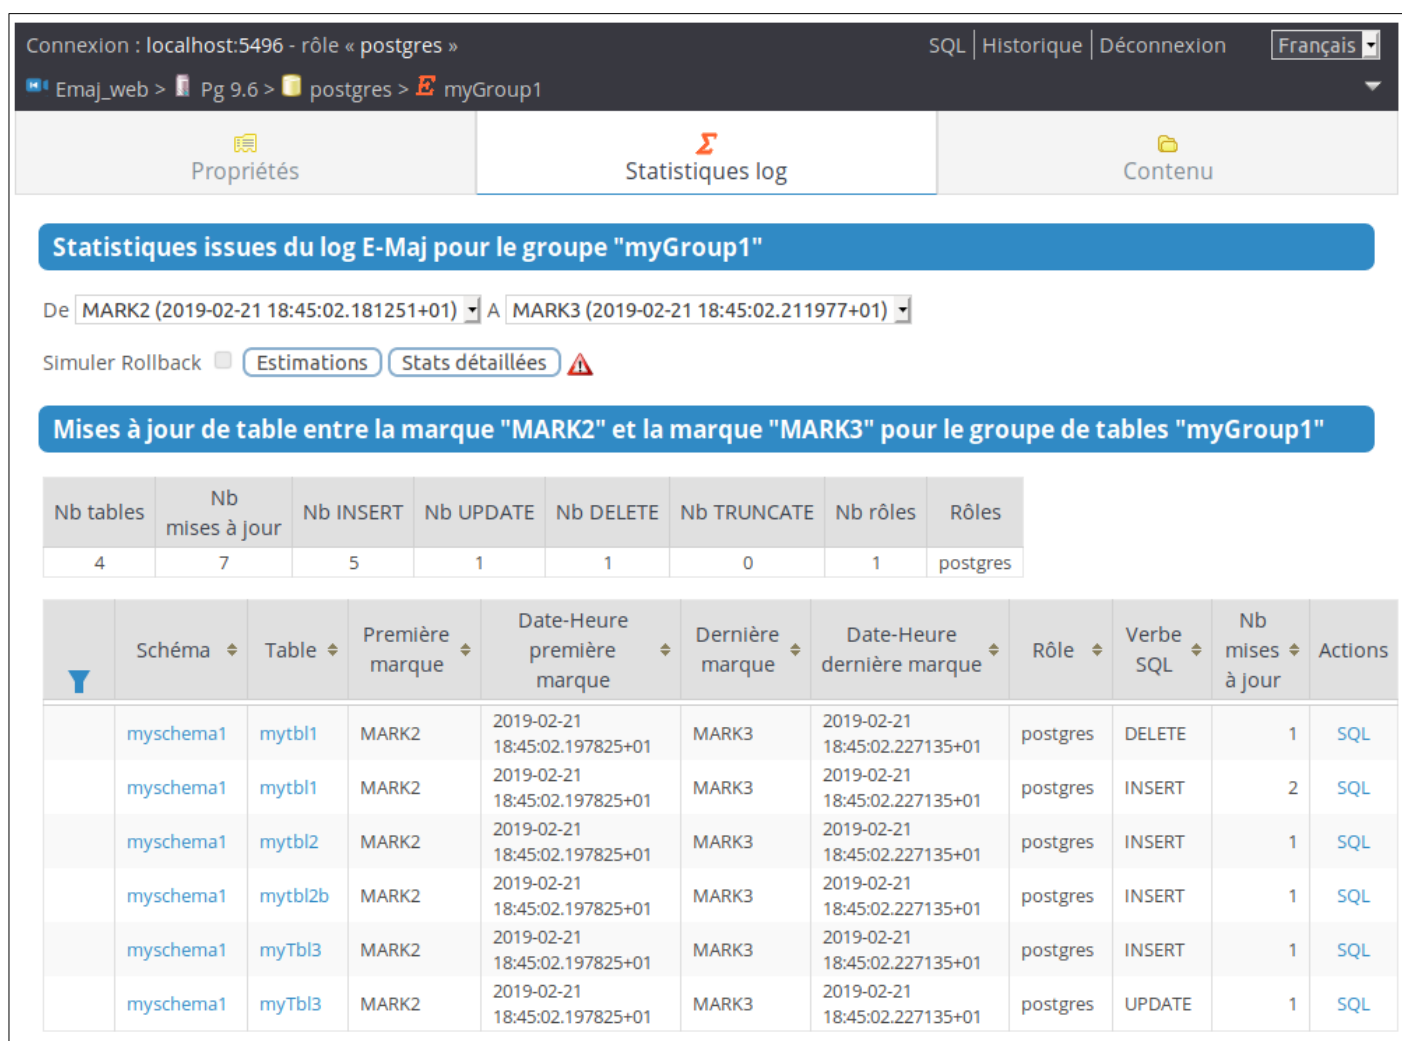 Connexion : localhost:5496 - rôle « postgres »
SQL | Historique | Déconnexion
Français
Emaj_web > Pg 9.6 > postgres > E myGroup1
Propriétés
Σ
Statistiques log
Contenu
Statistiques issues du log E-Maj pour le groupe "myGroup1"
De MARK2 (2019-02-21 18:45:02.181251+01) A MARK3 (2019-02-21 18:45:02.211977+01)
Simuler Rollback Estimations Stats détaillées
Mises à jour de table entre la marque "MARK2" et la marque "MARK3" pour le groupe de tables "myGroup1"
Nb tables
Nb
mises à jour
Nb INSERT
Nb UPDATE
Nb DELETE
Nb TRUNCATE
Nb rôles
Rôles
4 7 5 1 1 0 1 postgres
Schéma
Table
Première
marque
Date-Heure
première
marque
Dernière
marque
Date-Heure
dernière marque
Rôle
Verbe
SQL
Nb
mises
à jour
Actions
myschema1 mytbl1 MARK2
2019-02-21
18:45:02.197825+01
MARK3
2019-02-21
18:45:02.227135+01
postgres DELETE 1 SQL
myschema1 mytbl1 MARK2
2019-02-21
18:45:02.197825+01
MARK3
2019-02-21
18:45:02.227135+01
postgres INSERT 2 SQL
myschema1 mytbl2 MARK2
2019-02-21
18:45:02.197825+01
MARK3
2019-02-21
18:45:02.227135+01
postgres INSERT 1 SQL
myschema1 mytbl2b MARK2
2019-02-21
18:45:02.197825+01
MARK3
2019-02-21
18:45:02.227135+01
postgres INSERT 1 SQL
myschema1 myTbl3 MARK2
2019-02-21
18:45:02.197825+01
MARK3
2019-02-21
18:45:02.227135+01
postgres INSERT 1 SQL
myschema1 myTbl3 MARK2
2019-02-21
18:45:02.197825+01
MARK3
2019-02-21
18:45:02.227135+01
postgres UPDATE 1 SQL